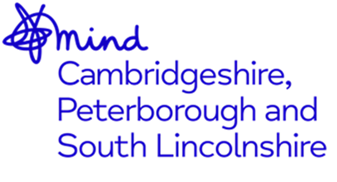 mind
Cambridgeshire,
Peterborough and
South Lincolnshire